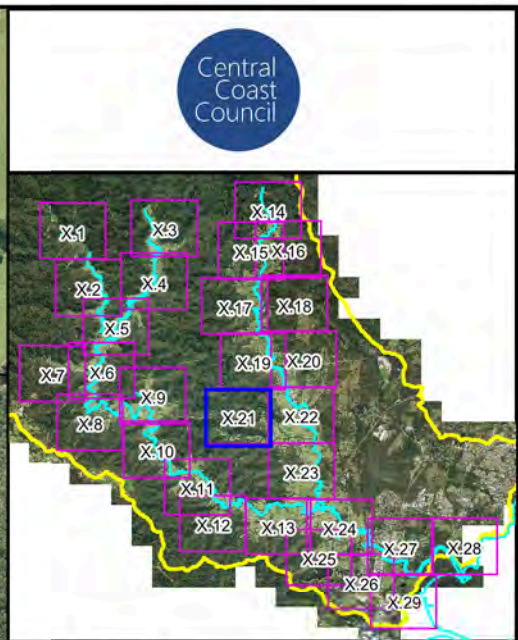 Central
Coast
Council
X.1
X.3
X.14
X.15
X.16
X.2
X.4
X.17
X.18
X.5
X.7
X.6
X.19
X.20
X.9
X.8
X.21
X.22
X.10
X.23
X.11
X.12
X.13
X.24
X.25
X.27
X.28
X.26
X.29